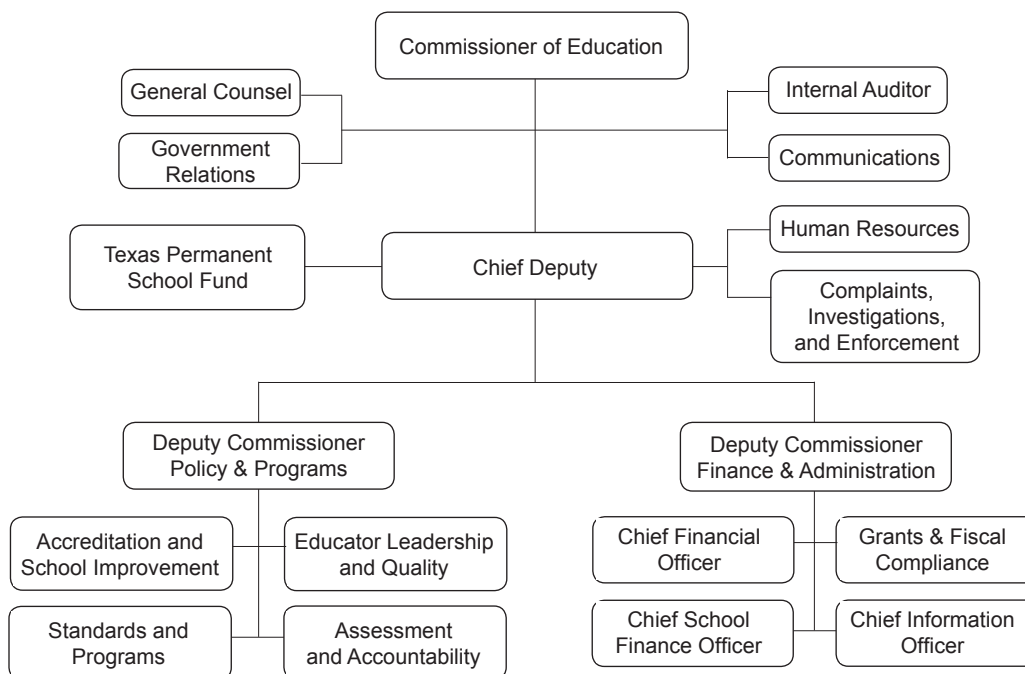 Commissioner of Education
General Counsel
Internal Auditor
Government
Relations
Communications
Human Resources
Texas Permanent
School Fund
Chief Deputy
Complaints,
Investigations,
and Enforcement
Deputy Commissioner
Policy & Programs
Deputy Commissioner
Finance & Administration
Accreditation and
School Improvement
Educator Leadership
and Quality
Chief Financial
Officer
Grants & Fiscal
Compliance
Standards and
Programs
Assessment
and Accountability
Chief School
Finance Officer
Chief Information
Officer